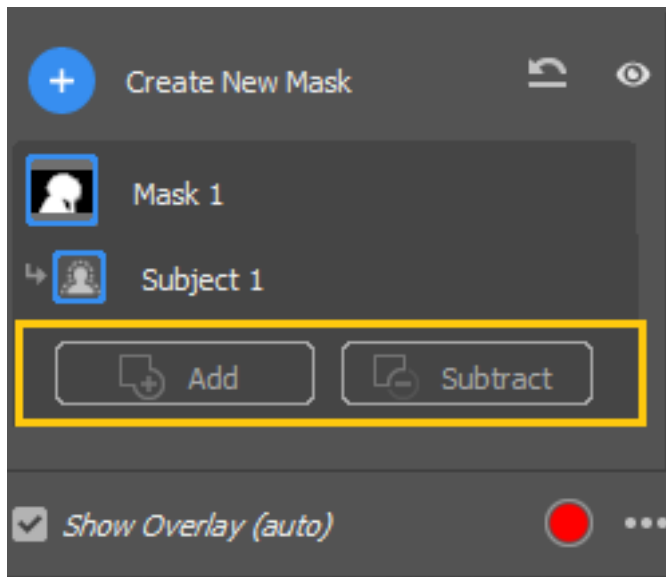 Create New Mask
Mask 1
Subject 1
Add Subtract
Show Overlay (auto)